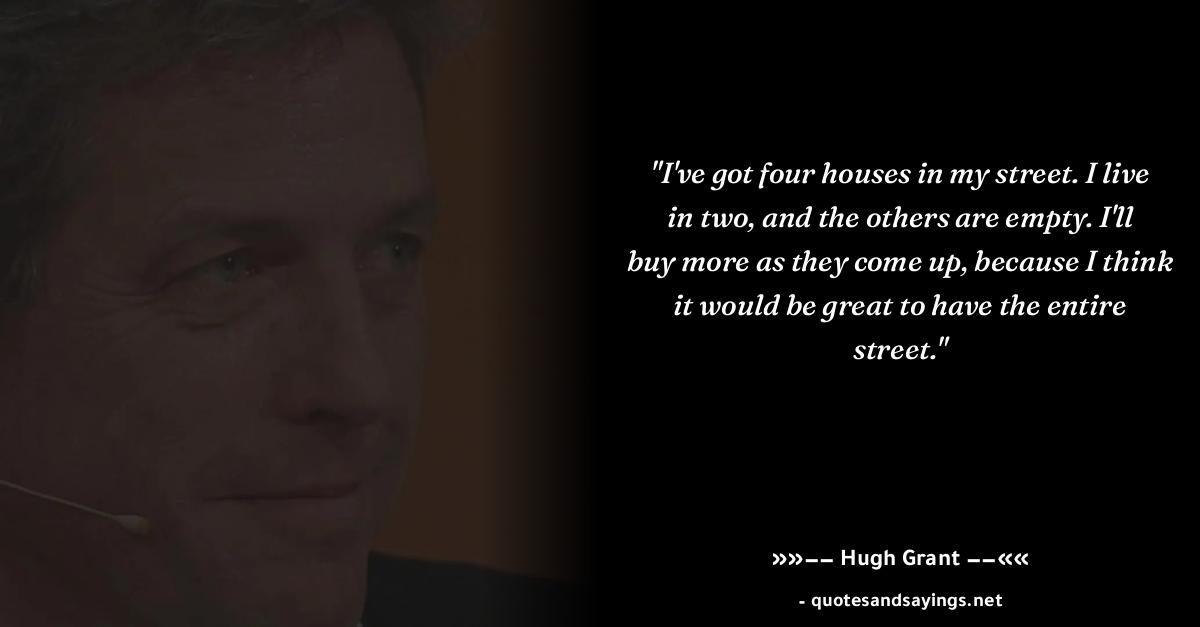 "I've got four houses in my street. I live
in two, and the others are empty. I'll
buy more as they come up, because I think
it would be great to have the entire
street."
»»−− Hugh Grant −−««
- quotesandsayings.net